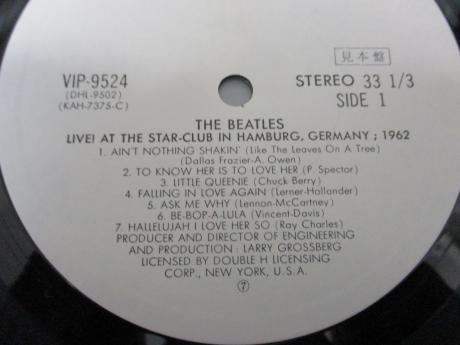 見本盤
VIP-9524
(DHL-9502)
(KAH-7375-C)
STEREO 33 1/3
SIDE 1
THE BEATLES
LIVE! AT THE STAR-CLUB IN HAMBURG, GERMANY ; 1962
1. AIN'T NOTHING SHAKIN' (Like The Leaves On A Tree)
(Dallas Frazier-A. Owen)
2. TO KNOW HER IS TO LOVE HER (P. Spector)
3. LITTLE QUEENIE (Chuck Berry)
4. FALLING IN LOVE AGAIN (Lerner-Hollander)
5. ASK ME WHY (Lennon-McCartney)
6. BE-BOP-A-LULA (Vincent-Davis)
7. HALLELUJAH I LOVE HER SO (Ray Charles)
PRODUCER AND DIRECTOR OF ENGINEERING
AND PRODUCTION : LARRY GROSSBERG
LICENSED BY DOUBLE H LICENSING
CORP., NEW YORK, U.S.A.
⑦